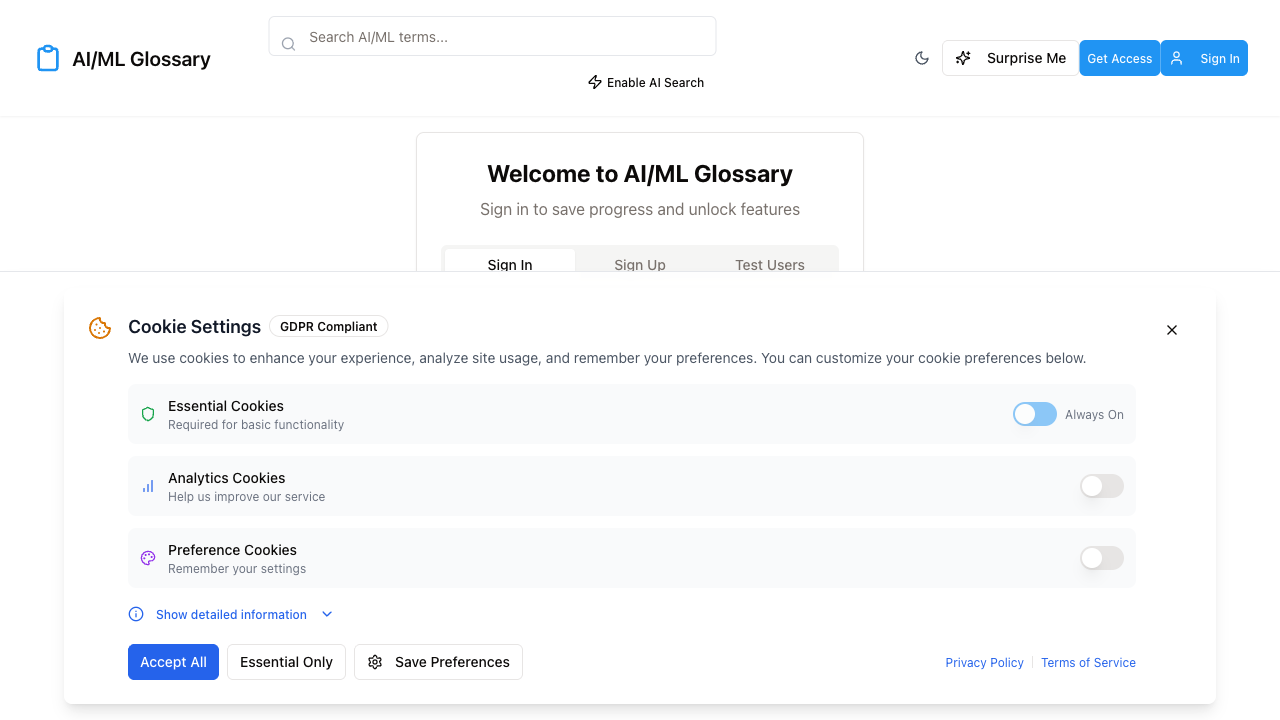 AI/ML Glossary
Search AI/ML terms...
Enable AI Search
Surprise Me
Get Access
Sign In
Welcome to AI/ML Glossary
Sign in to save progress and unlock features
Sign In
Sign Up
Test Users
Cookie Settings
GDPR Compliant
We use cookies to enhance your experience, analyze site usage, and remember your preferences. You can customize your cookie preferences below.
Essential Cookies
Required for basic functionality
Always On
Analytics Cookies
Help us improve our service
Preference Cookies
Remember your settings
Show detailed information
Accept All
Essential Only
Save Preferences
Privacy Policy
Terms of Service